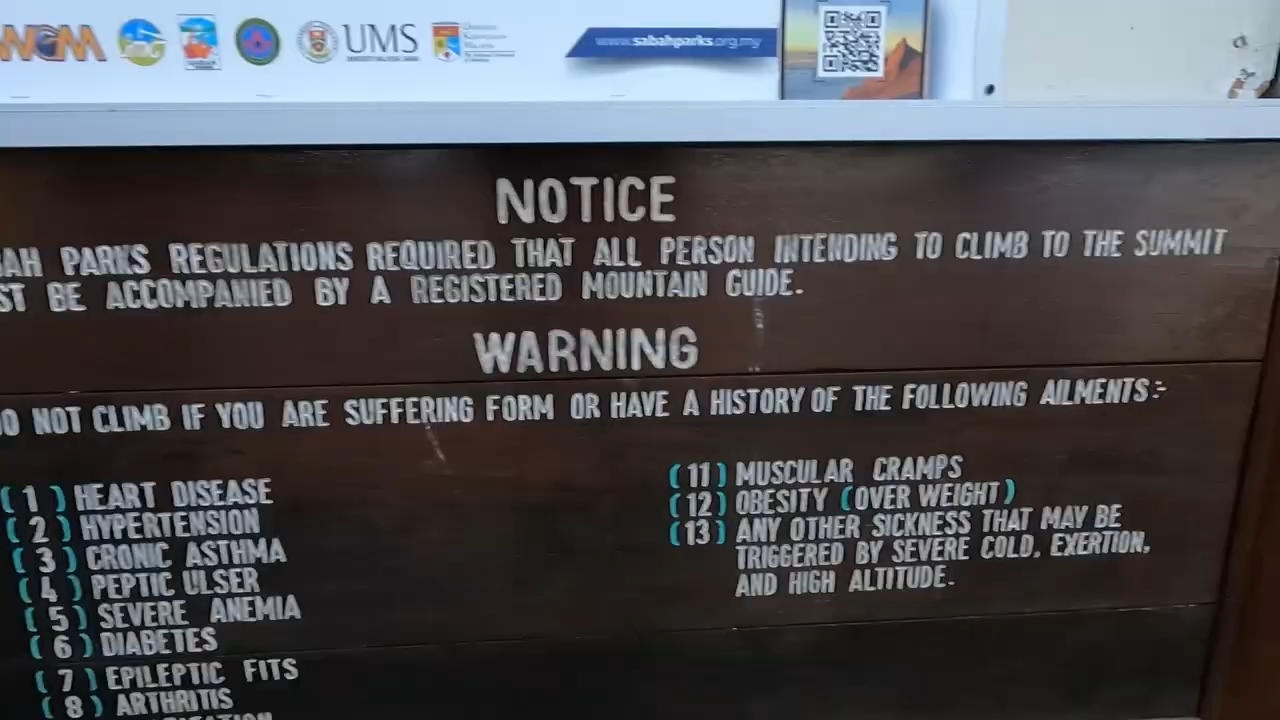 WCM
UMS
www.sabahparks.org.my
NOTICE
PARKS REGULATIONS REQUIRED THAT ALL PERSON INTENDING TO CLIMB TO THE SUMMIT
BE ACCOMPANIED BY A REGISTERED MOUNTAIN GUIDE.
WARNING
NOT CLIMB IF YOU ARE SUFFERING FORM OR HAVE A HISTORY OF THE FOLLOWING AILMENTS:-
(1) HEART DISEASE
(2) HYPERTENSION
(3) CRONIC ASTHMA
(4) PEPTIC ULSER
(5) SEVERE ANEMIA
(6) DIABETES
(7) EPILEPTIC FITS
(8) ARTHRITIS
(11) MUSCULAR CRAMPS
(12) OBESITY (OVER WEIGHT)
(13) ANY OTHER SICKNESS THAT MAY BE
TRIGGERED BY SEVERE COLD, EXERTION,
AND HIGH ALTITUDE.